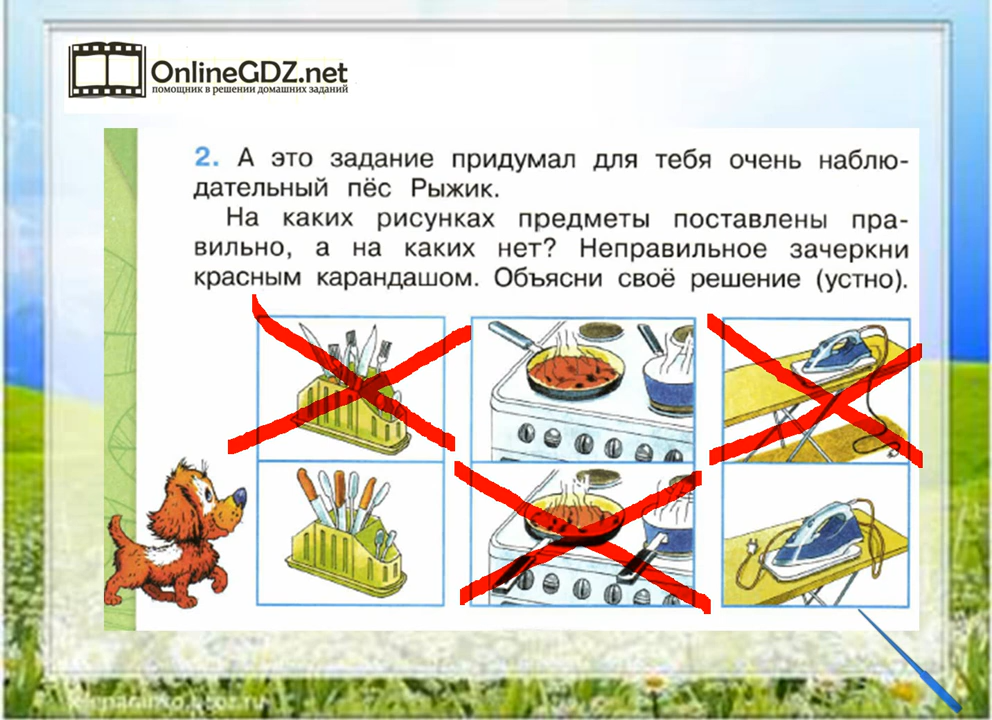 OnlineGDZ.net
помощник в решении домашних заданий
2. А это задание придумал для тебя очень наблю-
дательный пёс Рыжик.
На каких рисунках предметы поставлены пра-
вильно, а на каких нет? Неправильное зачеркни
красным карандашом. Объясни своё решение (устно).